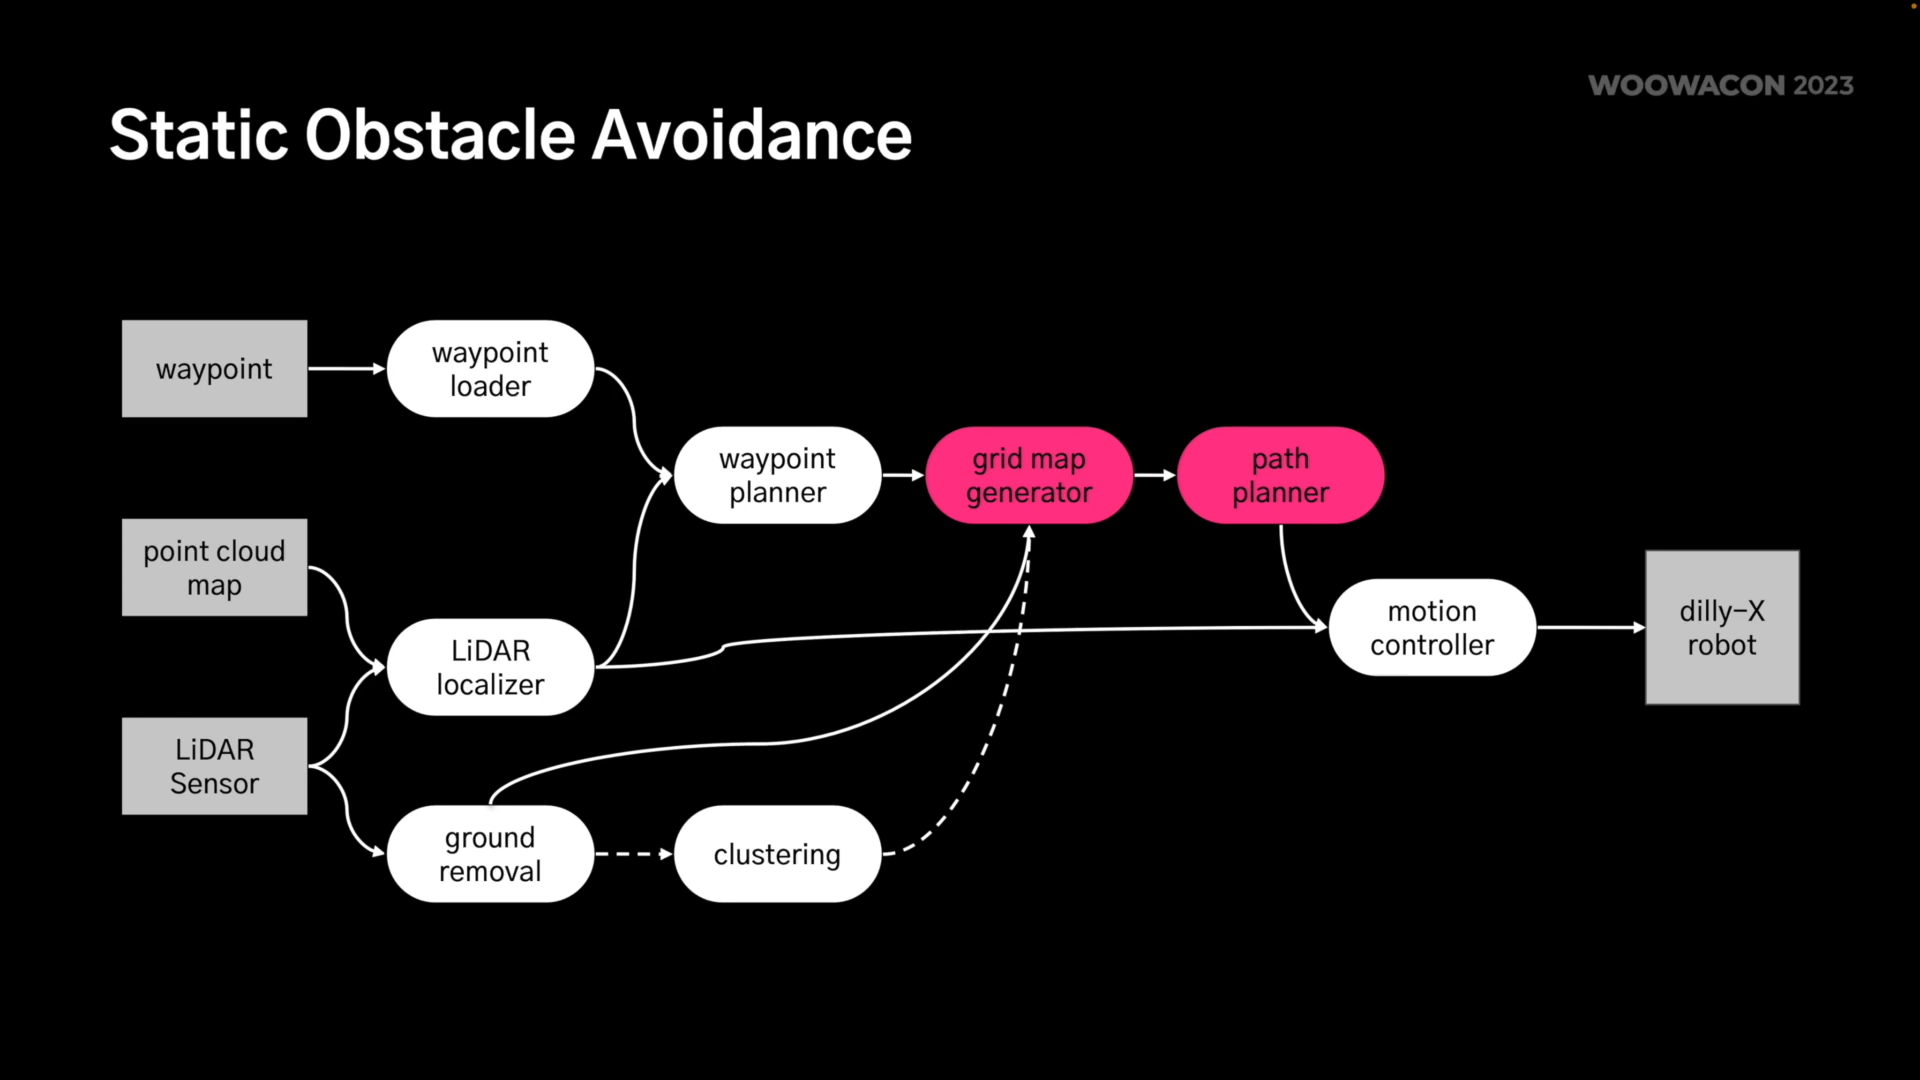 WOOWACON 2023
Static Obstacle Avoidance
waypoint
waypoint
loader
waypoint
planner
grid map
generator
path
planner
point cloud
map
LiDAR
localizer
motion
controller
dilly-X
robot
LiDAR
Sensor
ground
removal
clustering